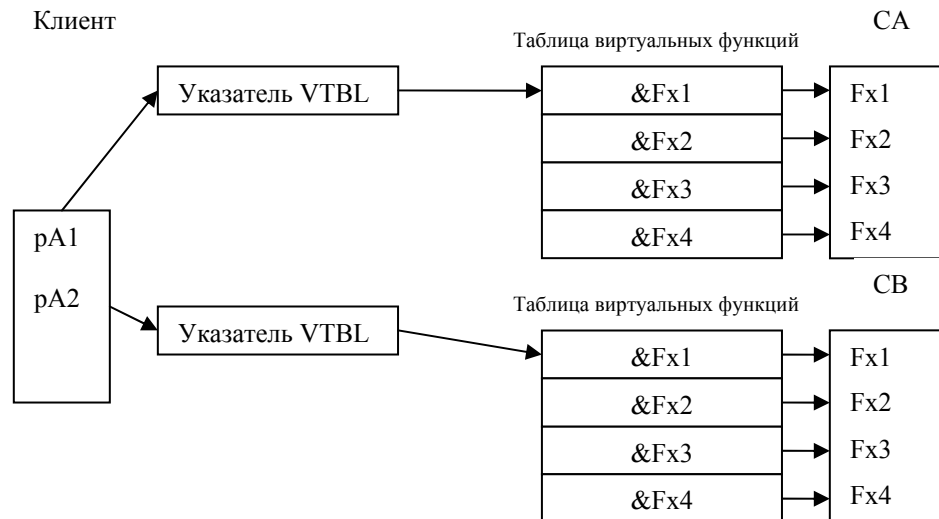 Клиент
Таблица виртуальных функций
CA
Указатель VTBL
&Fx1
Fx1
&Fx2
Fx2
&Fx3
Fx3
&Fx4
Fx4
pA1
pA2
Таблица виртуальных функций
CB
Указатель VTBL
&Fx1
Fx1
&Fx2
Fx2
&Fx3
Fx3
&Fx4
Fx4